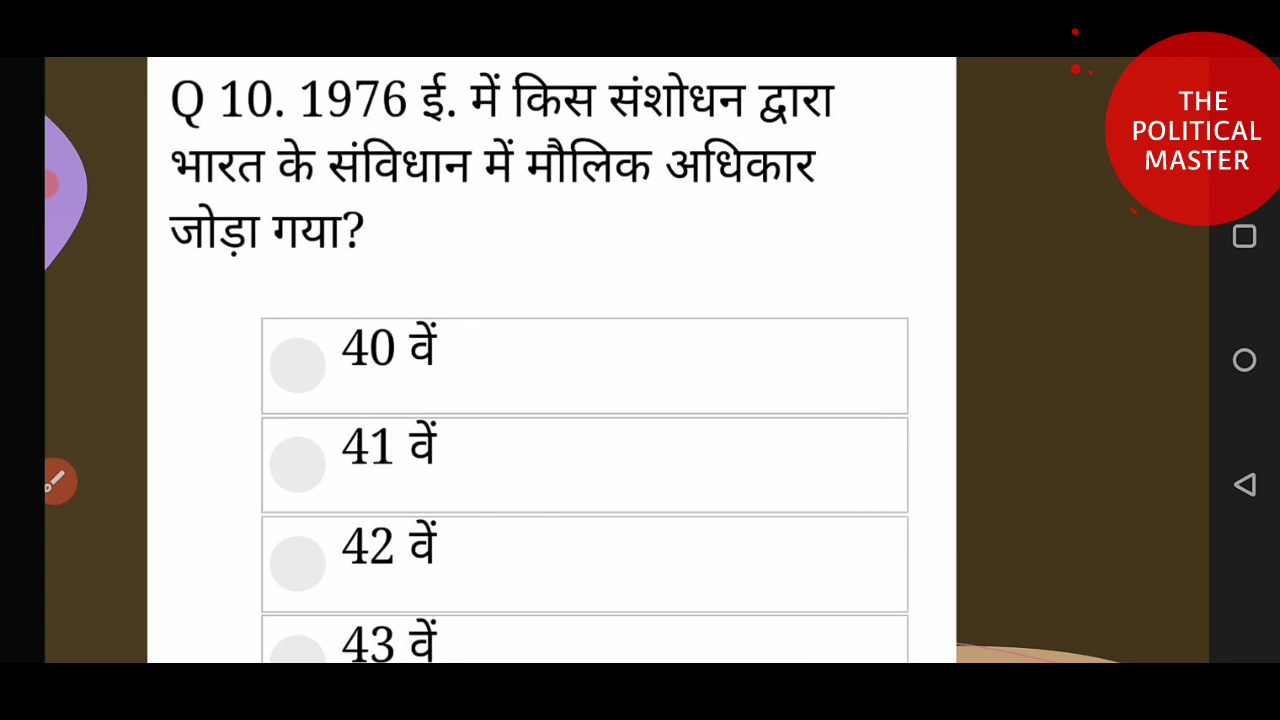 Q 10. 1976 ई. में किस संशोधन द्वारा
भारत के संविधान में मौलिक अधिकार
जोड़ा गया?
40 वें
41 वें
42 वें
43 वें
THE
POLITICAL
MASTER